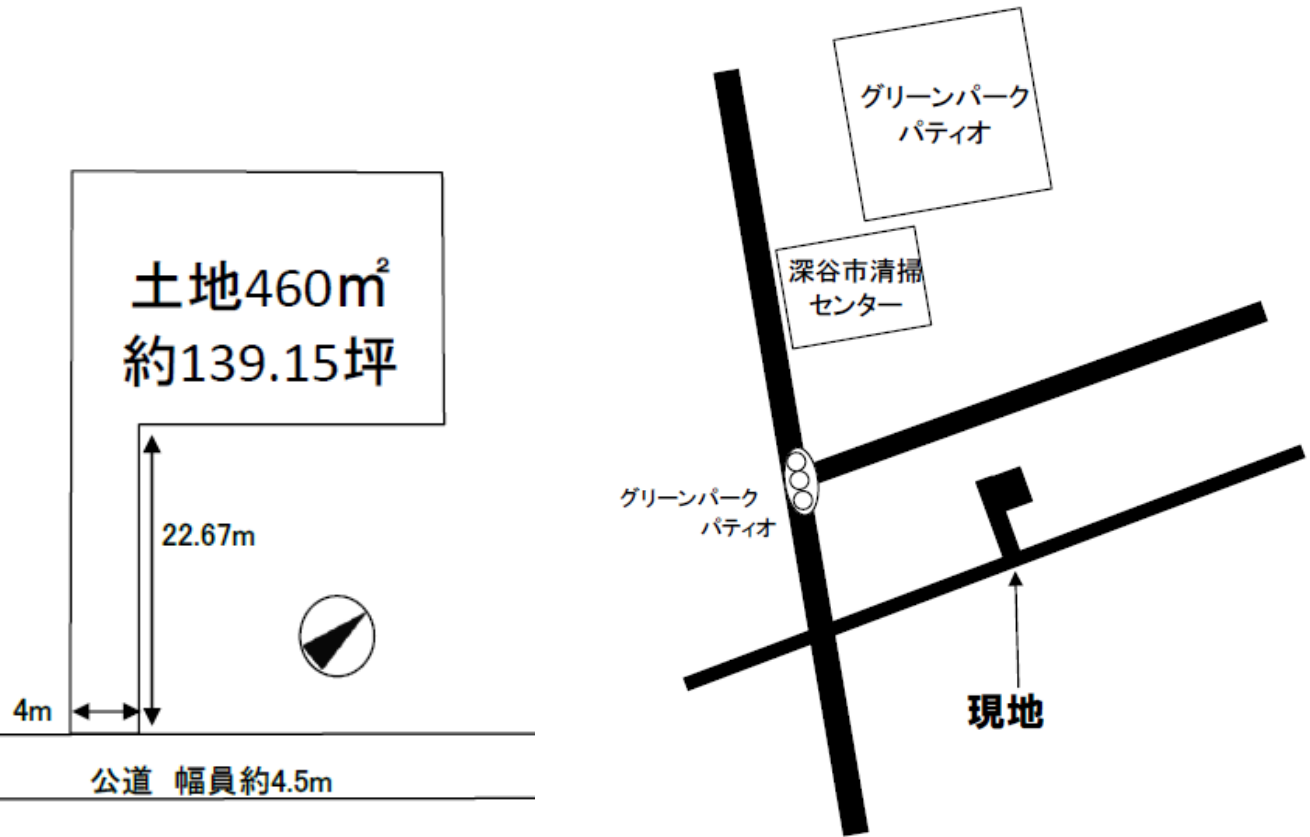 土地460㎡
約139.15坪
22.67m
4m
公道 幅員約4.5m
グリーンパーク
パティオ
深谷市清掃
センター
グリーンパーク
パティオ
現地